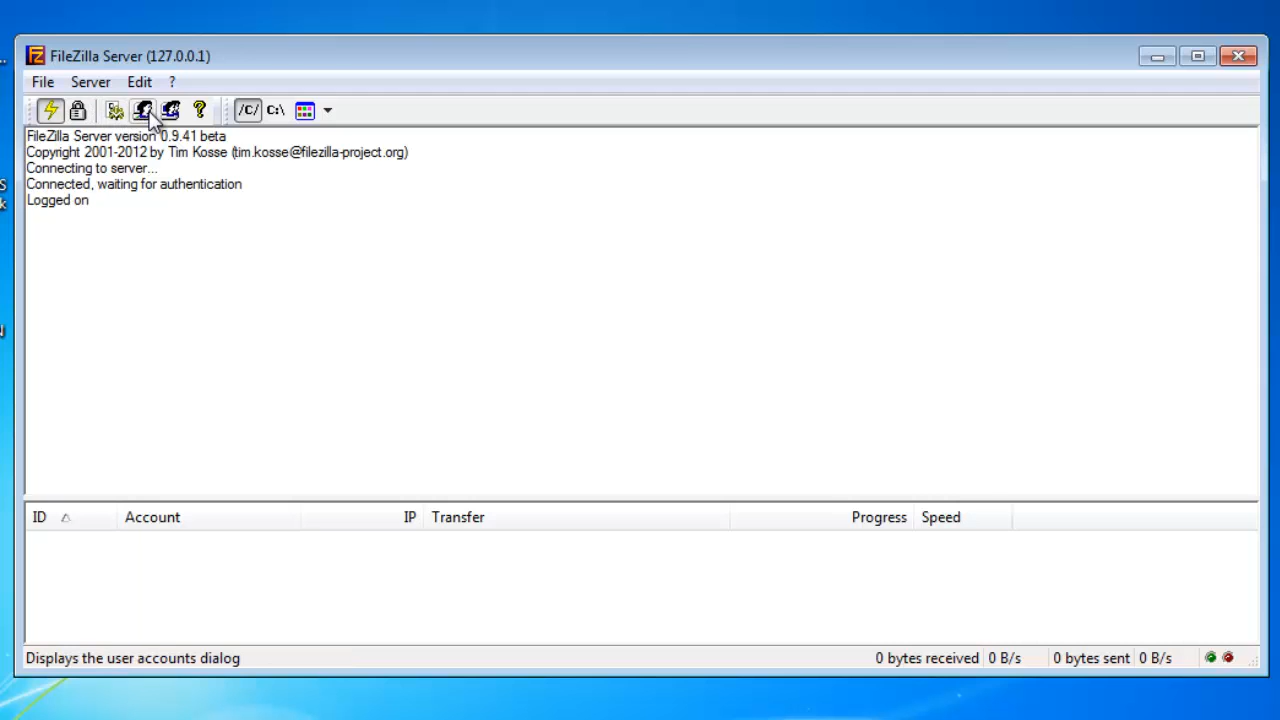 FileZilla Server (127.0.0.1)
File Server Edit ?
/C/ C:\
FileZilla Server version 0.9.41 beta
Copyright 2001-2012 by Tim Kosse (tim.kosse@filezilla-project.org)
Connecting to server...
Connected, waiting for authentication
Logged on
ID Account IP Transfer Progress Speed
Displays the user accounts dialog 0 bytes received 0 B/s 0 bytes sent 0 B/s